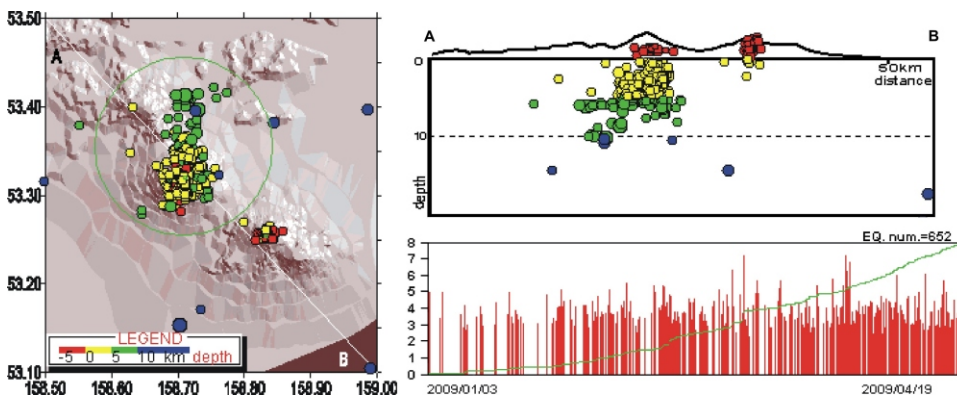 53.50
53.40
53.30
53.20
53.10
A
B
LEGEND
-5 0 5 10 km depth
158.50 158.60 158.70 158.80 158.90 159.00
A B
0
10
depth
50km
distance
EQ. num.=652
8
7
6
5
4
3
2
1
0
2009/01/03 2009/04/19